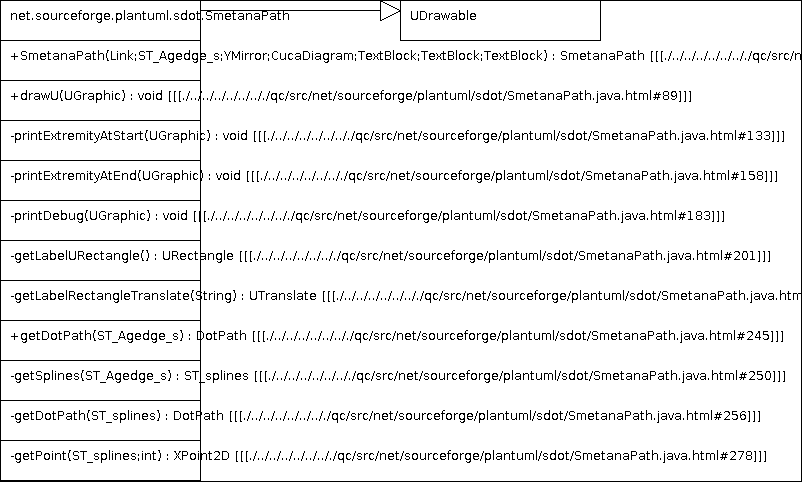 net.sourceforge.plantuml.sdot.SmetanaPath
UDrawable
+SmetanaPath(Link;ST_Agedge_s;YMirror;CucaDiagram;TextBlock;TextBlock;TextBlock) : SmetanaPath [[[./../../../../../../qc/src/n
+drawU(UGraphic) : void [[[./../../../../../../qc/src/net/sourceforge/plantuml/sdot/SmetanaPath.java.html#89]]]
-printExtremityAtStart(UGraphic) : void [[[./../../../../../../qc/src/net/sourceforge/plantuml/sdot/SmetanaPath.java.html#133]]]
-printExtremityAtEnd(UGraphic) : void [[[./../../../../../../qc/src/net/sourceforge/plantuml/sdot/SmetanaPath.java.html#158]]]
-printDebug(UGraphic) : void [[[./../../../../../../qc/src/net/sourceforge/plantuml/sdot/SmetanaPath.java.html#183]]]
-getLabelURectangle() : URectangle [[[./../../../../../../qc/src/net/sourceforge/plantuml/sdot/SmetanaPath.java.html#201]]]
-getLabelRectangleTranslate(String) : UTranslate [[[./../../../../../../qc/src/net/sourceforge/plantuml/sdot/SmetanaPath.java.htm
+getDotPath(ST_Agedge_s) : DotPath [[[./../../../../../../qc/src/net/sourceforge/plantuml/sdot/SmetanaPath.java.html#245]]]
-getSplines(ST_Agedge_s) : ST_splines [[[./../../../../../../qc/src/net/sourceforge/plantuml/sdot/SmetanaPath.java.html#250]]]
-getDotPath(ST_splines) : DotPath [[[./../../../../../../qc/src/net/sourceforge/plantuml/sdot/SmetanaPath.java.html#256]]]
-getPoint(ST_splines;int) : XPoint2D [[[./../../../../../../qc/src/net/sourceforge/plantuml/sdot/SmetanaPath.java.html#278]]]